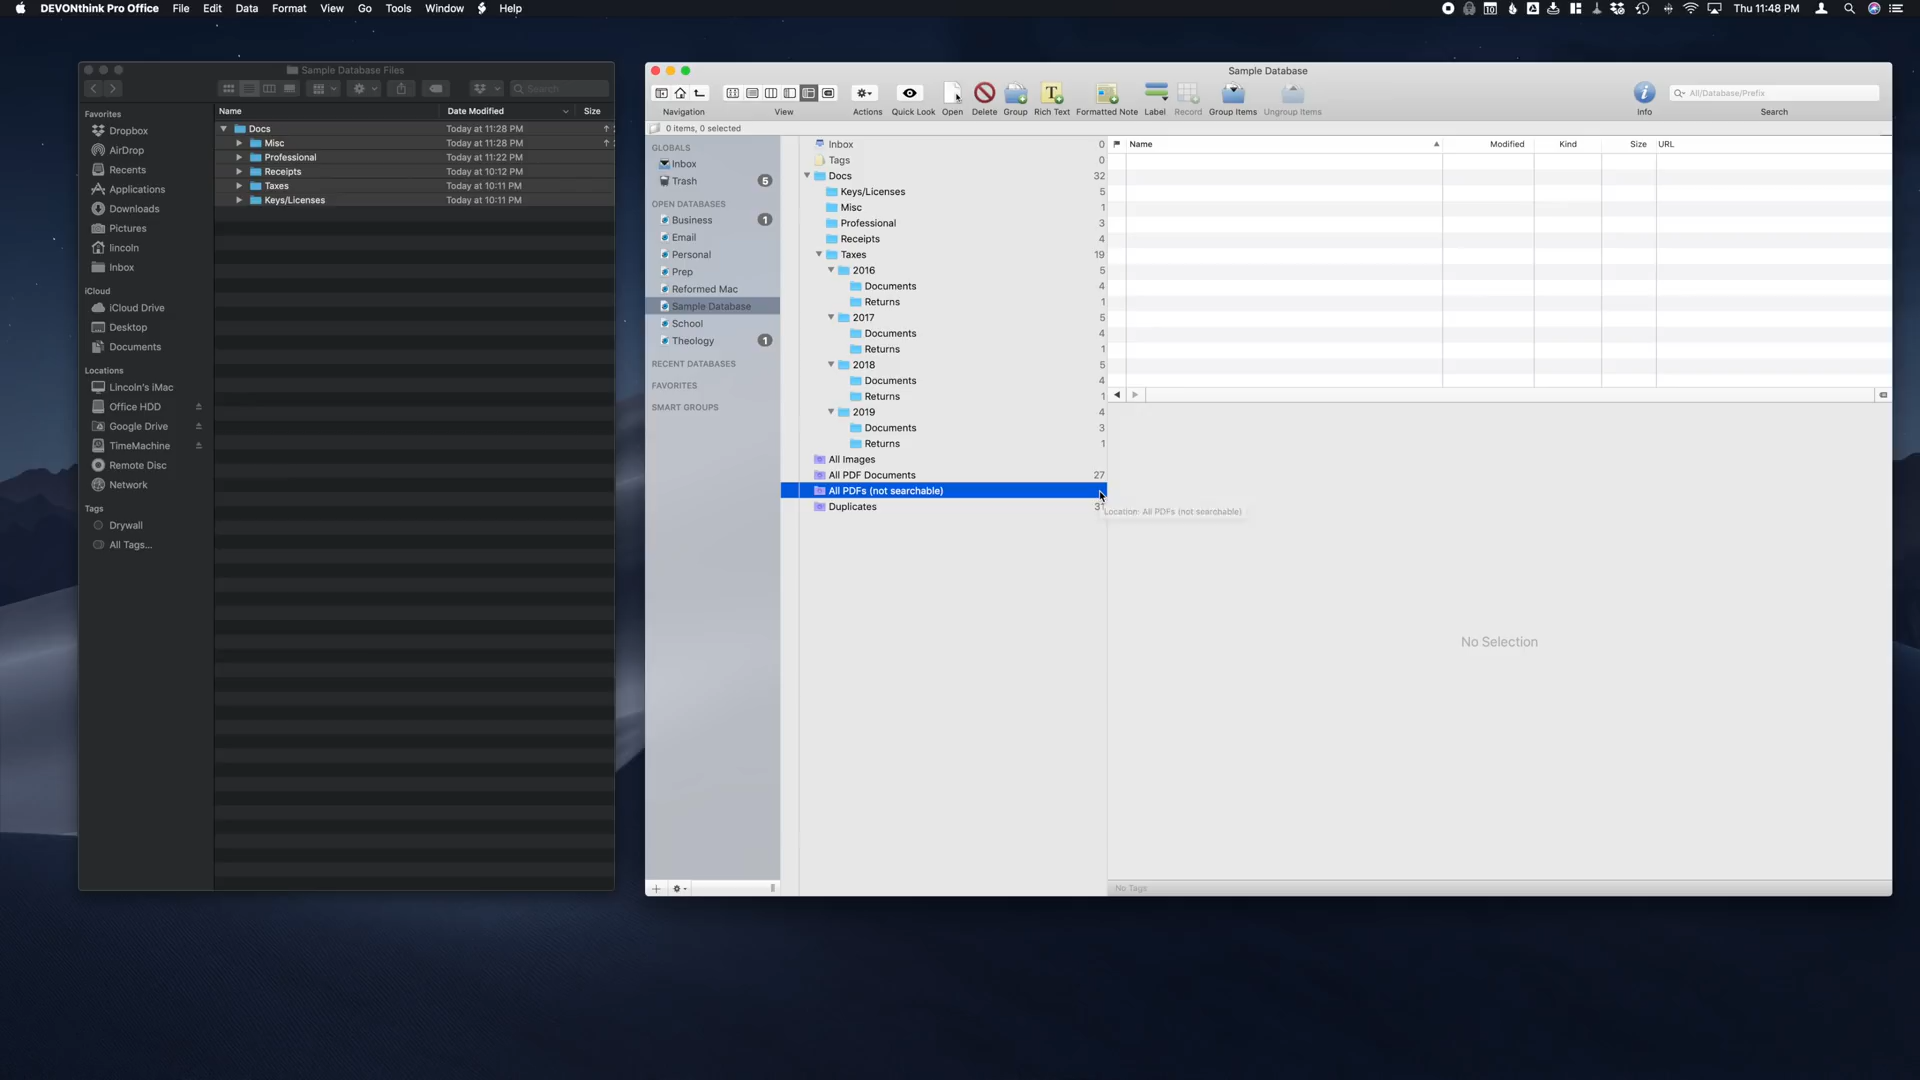 DEVONthink Pro Office File Edit Data Format View Go Tools Window Help
Thu 11:48 PM
Sample Database Files
Search
Favorites
Dropbox
AirDrop
Recents
Applications
Downloads
Pictures
lincoln
Inbox
iCloud
iCloud Drive
Desktop
Documents
Locations
Lincoln's iMac
Office HDD
Google Drive
TimeMachine
Remote Disc
Network
Tags
Drywall
All Tags...
Name Date Modified Size
Docs Today at 11:28 PM
Misc Today at 11:28 PM
Professional Today at 11:22 PM
Receipts Today at 10:12 PM
Taxes Today at 10:11 PM
Keys/Licenses Today at 10:11 PM
Sample Database
All/Database/Prefix
Navigation View Actions Quick Look Open Delete Group Rich Text Formatted Note Label Record Group Items Ungroup Items Info Search
0 items, 0 selected
GLOBALS
Inbox
Trash 5
OPEN DATABASES
Business 1
Email
Personal
Prep
Reformed Mac
Sample Database
School
Theology 1
RECENT DATABASES
FAVORITES
SMART GROUPS
Inbox 0
Tags 0
Docs 32
Keys/Licenses 5
Misc 1
Professional 3
Receipts 4
Taxes 19
2016 5
Documents 4
Returns 1
2017 5
Documents 4
Returns 1
2018 5
Documents 4
Returns 1
2019 4
Documents 3
Returns 1
All Images
All PDF Documents 27
All PDFs (not searchable)
Duplicates 31
Location: All PDFs (not searchable)
Name Modified Kind Size URL
No Selection
No Tags